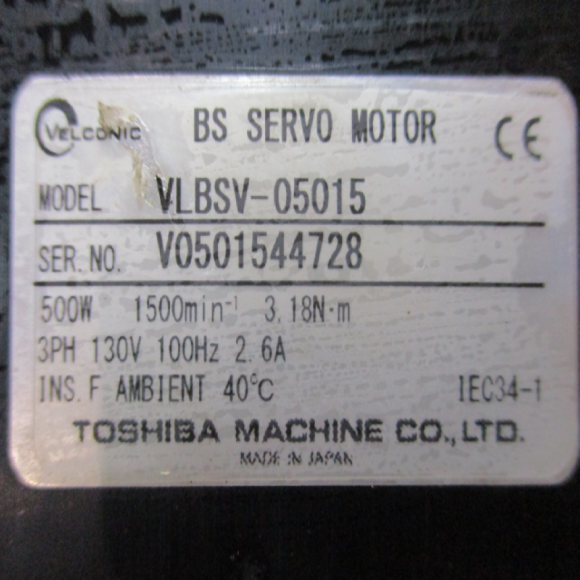 VELCONIC BS SERVO MOTOR CE
MODEL VLBSV-05015
SER. NO. V0501544728
500W 1500min⁻¹ 3.18N·m
3PH 130V 100Hz 2.6A
INS.F AMBIENT 40℃ IEC34-1
TOSHIBA MACHINE CO.,LTD.
MADE IN JAPAN